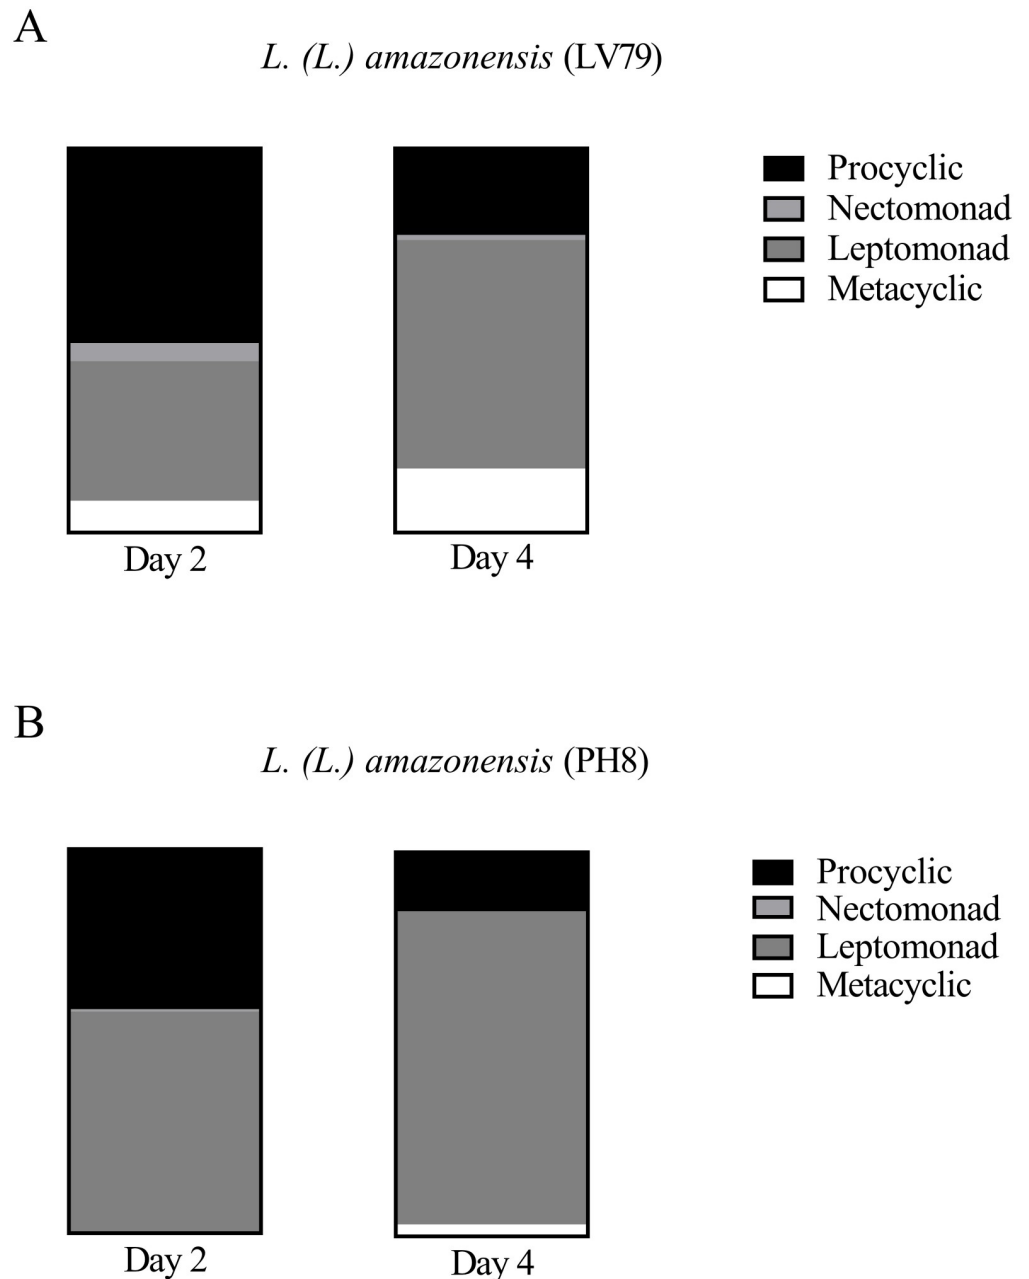 A
L. (L.) amazonensis (LV79)
Procyclic
Nectomonad
Leptomonad
Metacyclic
Day 2
Day 4
B
L. (L.) amazonensis (PH8)
Procyclic
Nectomonad
Leptomonad
Metacyclic
Day 2
Day 4